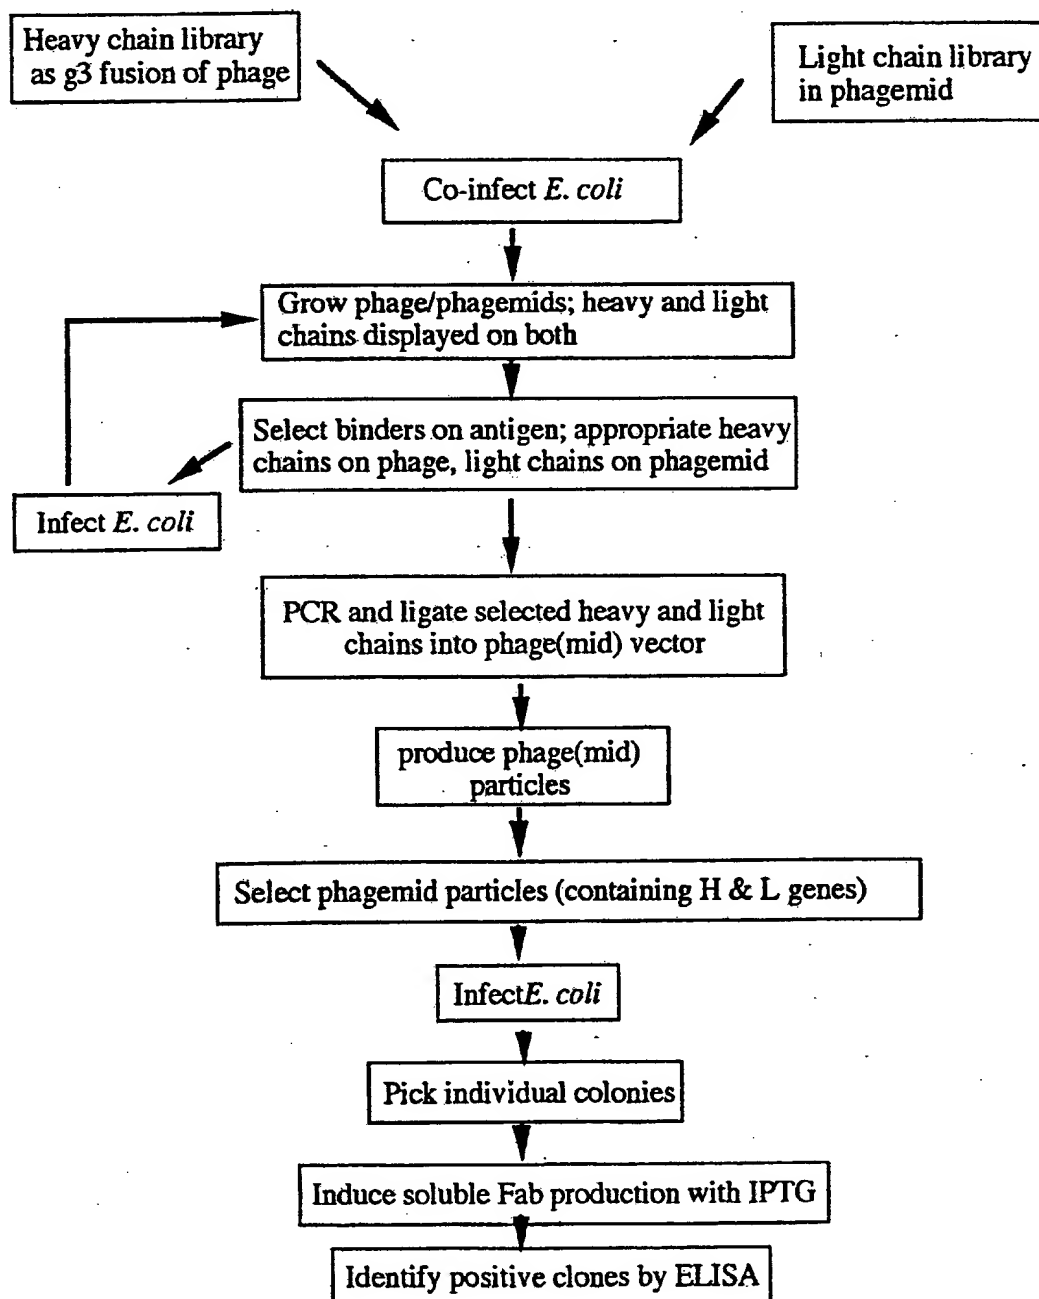 Heavy chain library
as g3 fusion of phage
Light chain library
in phagemid
Co-infect E. coli
Grow phage/phagemids; heavy and light
chains displayed on both
Select binders on antigen; appropriate heavy
chains on phage, light chains on phagemid
Infect E. coli
PCR and ligate selected heavy and light
chains into phage(mid) vector
produce phage(mid)
particles
Select phagemid particles (containing H & L genes)
InfectE. coli
Pick individual colonies
Induce soluble Fab production with IPTG
Identify positive clones by ELISA